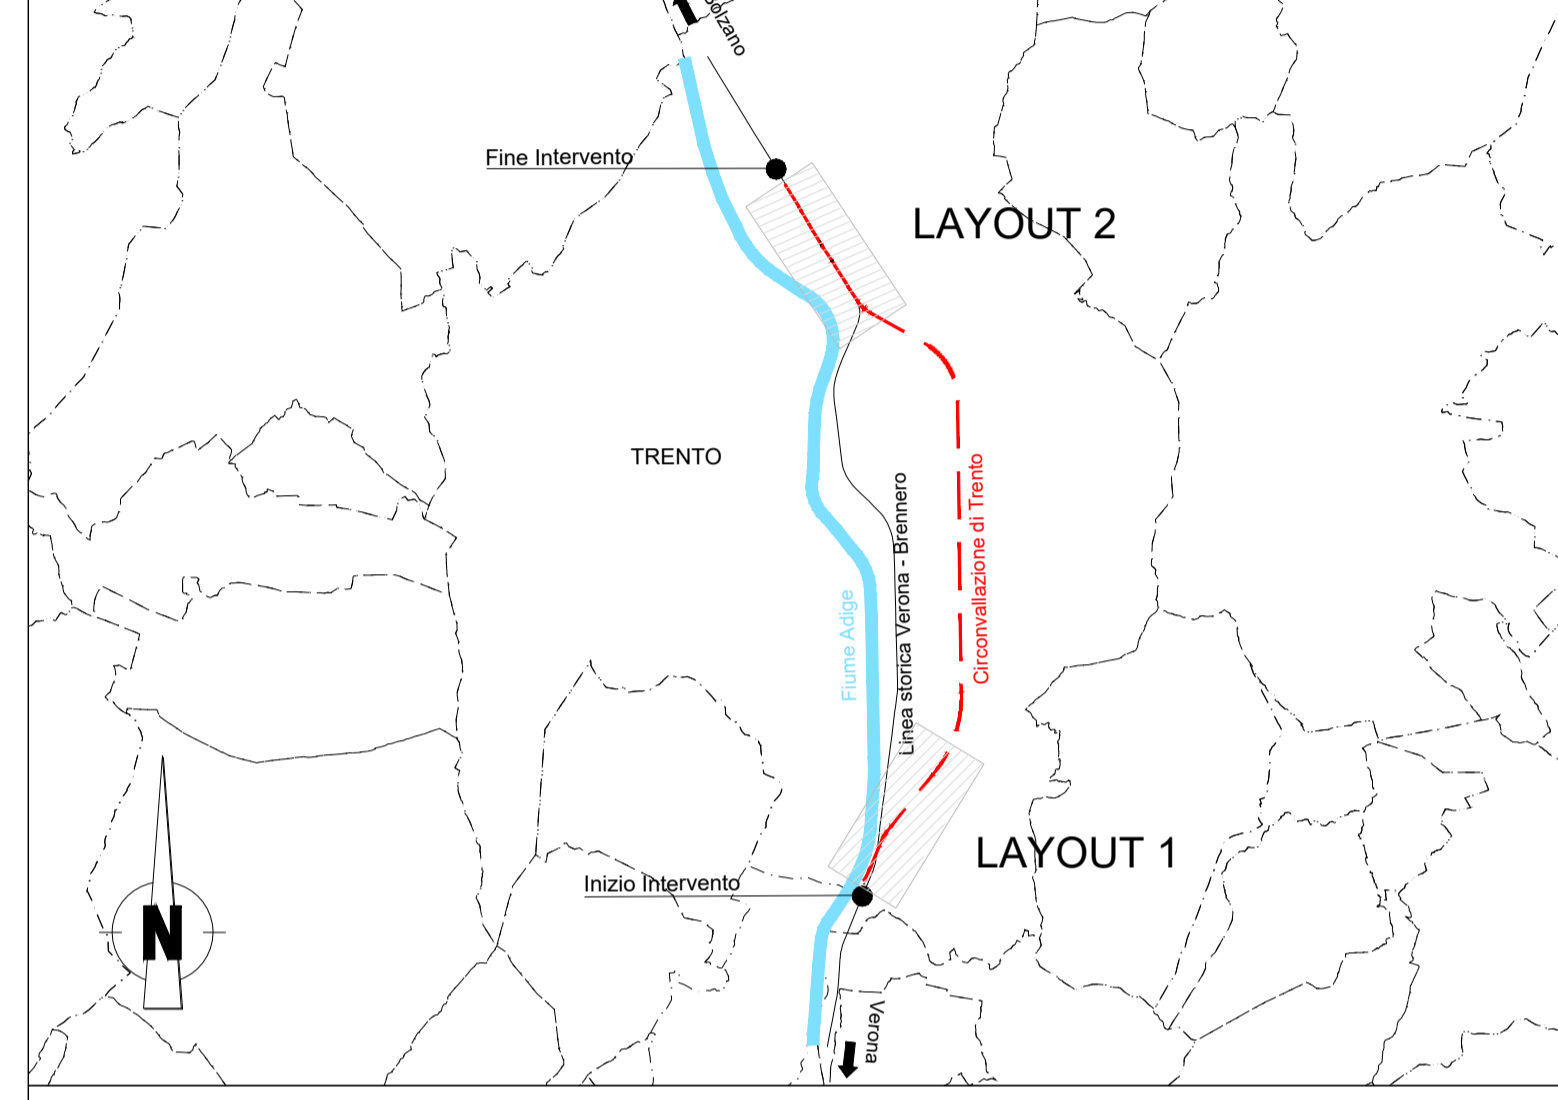 Bolzano
Fine Intervento
LAYOUT 2
TRENTO
Linea storica Verona - Brennero
Circonvallazione di Trento
Fiume Adige
LAYOUT 1
Inizio Intervento
N
Verona